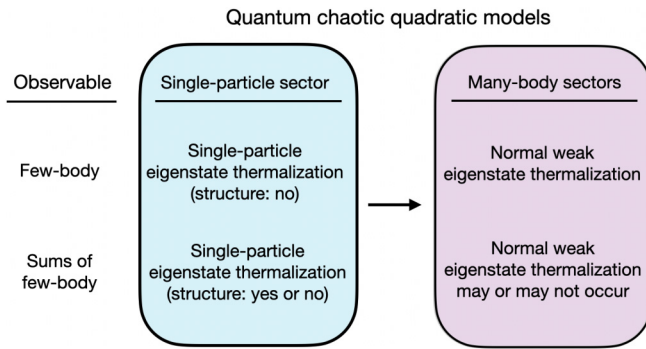 Quantum chaotic quadratic models
Observable
Single-particle sector
Many-body sectors
Few-body
Single-particle
eigenstate thermalization
(structure: no)
Normal weak
eigenstate thermalization
Sums of
few-body
Single-particle
eigenstate thermalization
(structure: yes or no)
Normal weak
eigenstate thermalization
may or may not occur